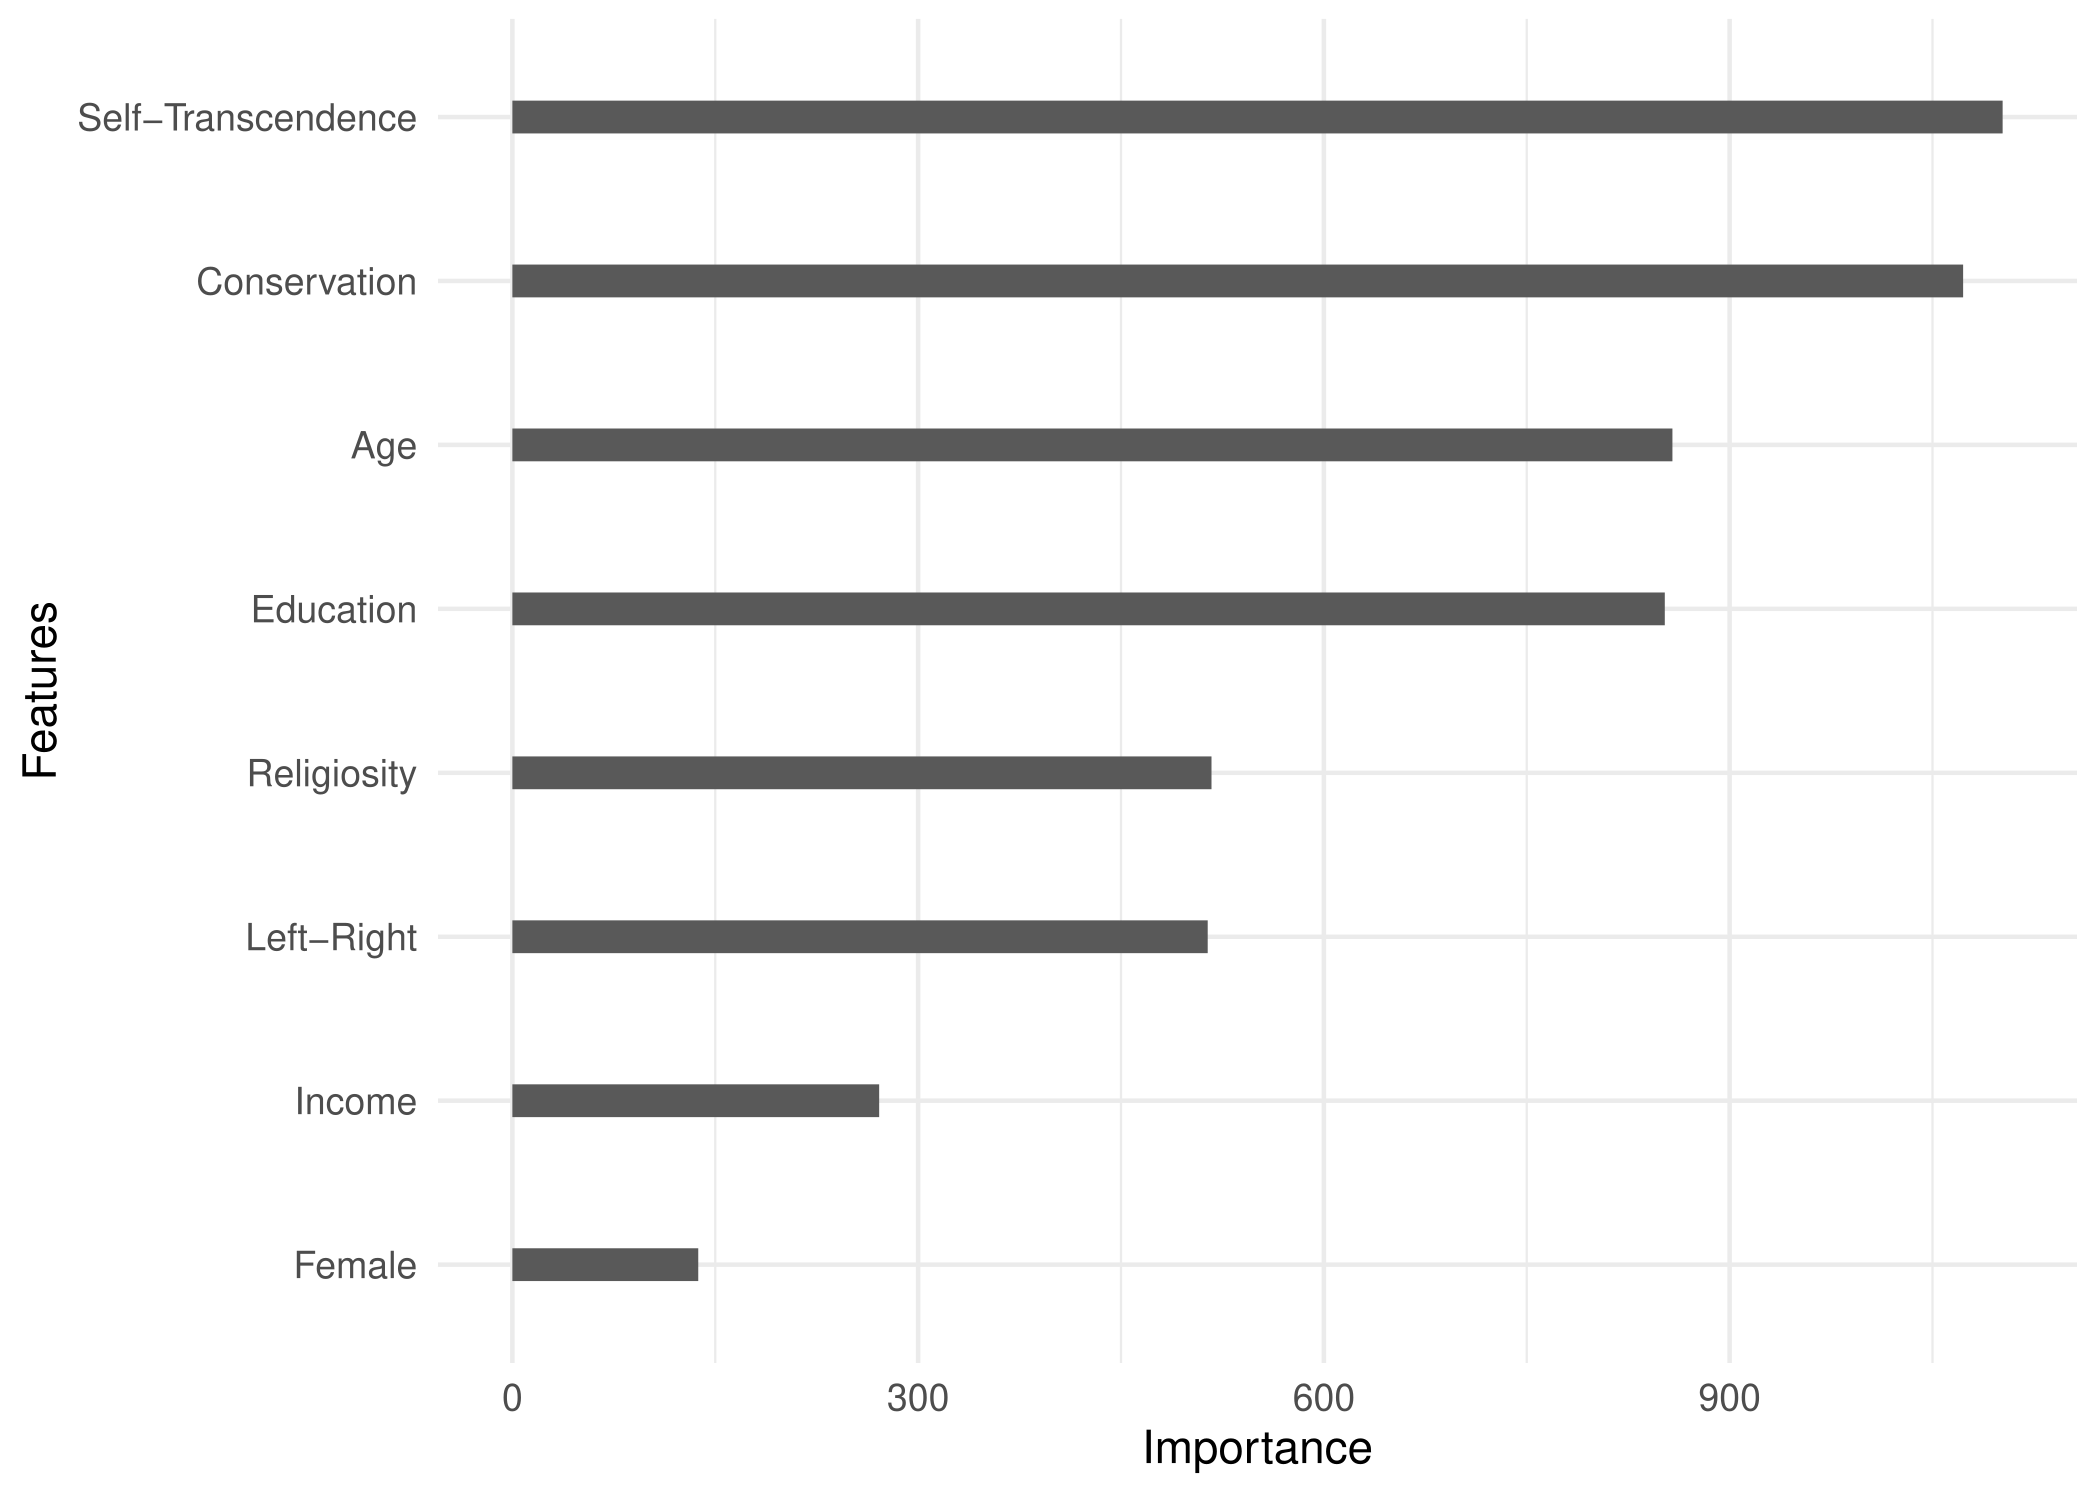 Self−Transcendence
Conservation
Age
Education
Religiosity
Left−Right
Income
Female
Features
0 300 600 900
Importance